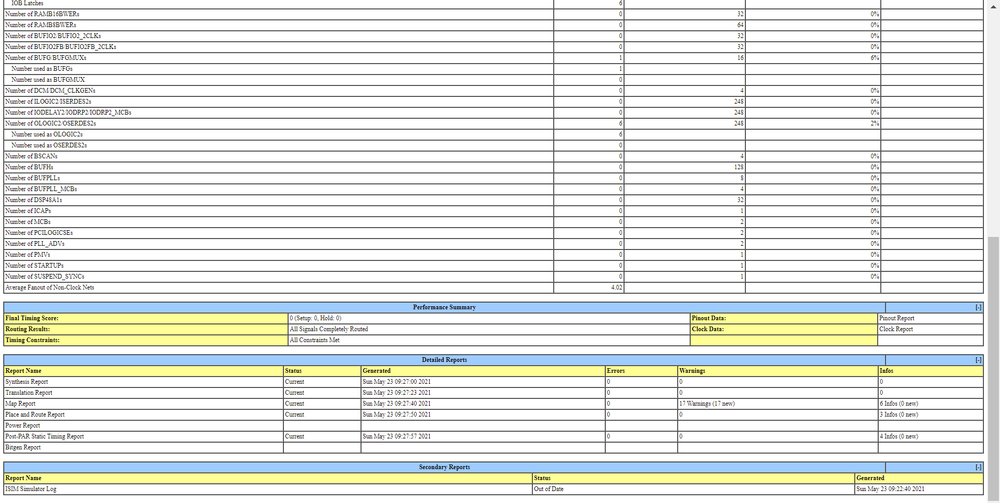 IOB Latches 6
Number of RAMB16BWERs 0 32 0%
Number of RAMB8BWERs 0 64 0%
Number of BUFIO2/BUFIO2_2CLKs 0 32 0%
Number of BUFIO2FB/BUFIO2FB_2CLKs 0 32 0%
Number of BUFG/BUFGMUXs 1 16 6%
Number used as BUFGs 1
Number used as BUFGMUX 0
Number of DCM/DCM_CLKGENs 0 4 0%
Number of ILOGIC2/ISERDES2s 0 248 0%
Number of IODELAY2/IODRP2/IODRP2_MCBs 0 248 0%
Number of OLOGIC2/OSERDES2s 6 248 2%
Number used as OLOGIC2s 6
Number used as OSERDES2s 0
Number of BSCANs 0 4 0%
Number of BUFHs 0 128 0%
Number of BUFPLLs 0 8 0%
Number of BUFPLL_MCBs 0 4 0%
Number of DSP48A1s 0 32 0%
Number of ICAPs 0 1 0%
Number of MCBs 0 2 0%
Number of PCILOGICSEs 0 2 0%
Number of PLL_ADVs 0 2 0%
Number of PMVs 0 1 0%
Number of STARTUPs 0 1 0%
Number of SUSPEND_SYNCs 0 1 0%
Average Fanout of Non-Clock Nets 4.02
Performance Summary [-]
Final Timing Score: 0 (Setup: 0, Hold: 0) Pinout Data: Pinout Report
Routing Results: All Signals Completely Routed Clock Data: Clock Report
Timing Constraints: All Constraints Met
Detailed Reports [-]
Report Name Status Generated Errors Warnings Infos
Synthesis Report Current Sun May 23 09:27:00 2021 0 0 0
Translation Report Current Sun May 23 09:27:23 2021 0 0 0
Map Report Current Sun May 23 09:27:40 2021 0 17 Warnings (17 new) 6 Infos (0 new)
Place and Route Report Current Sun May 23 09:27:50 2021 0 0 3 Infos (0 new)
Power Report
Post-PAR Static Timing Report Current Sun May 23 09:27:57 2021 0 0 4 Infos (0 new)
Bitgen Report
Secondary Reports [-]
Report Name Status Generated
ISIM Simulator Log Out of Date Sun May 23 09:22:40 2021